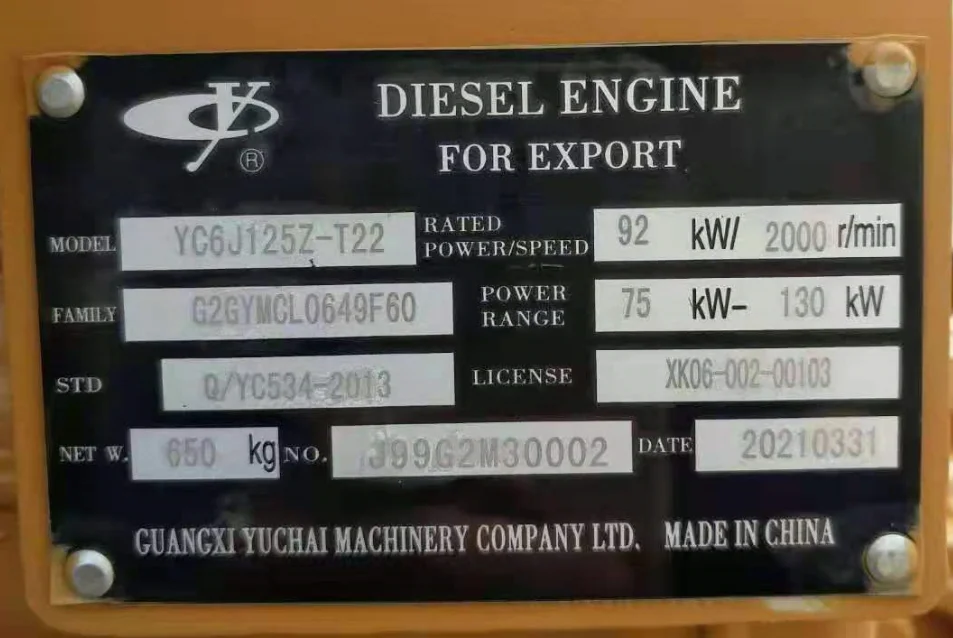 DIESEL ENGINE
FOR EXPORT
MODEL YC6J125Z-T22 RATED POWER/SPEED 92 kW/ 2000 r/min
FAMILY G2GYMCL0649F60 POWER RANGE 75 kW- 130 kW
STD Q/YC534-2013 LICENSE XK06-002-00103
NET W. 650 kg NO. J99G2M30002 DATE 20210331
GUANGXI YUCHAI MACHINERY COMPANY LTD. MADE IN CHINA